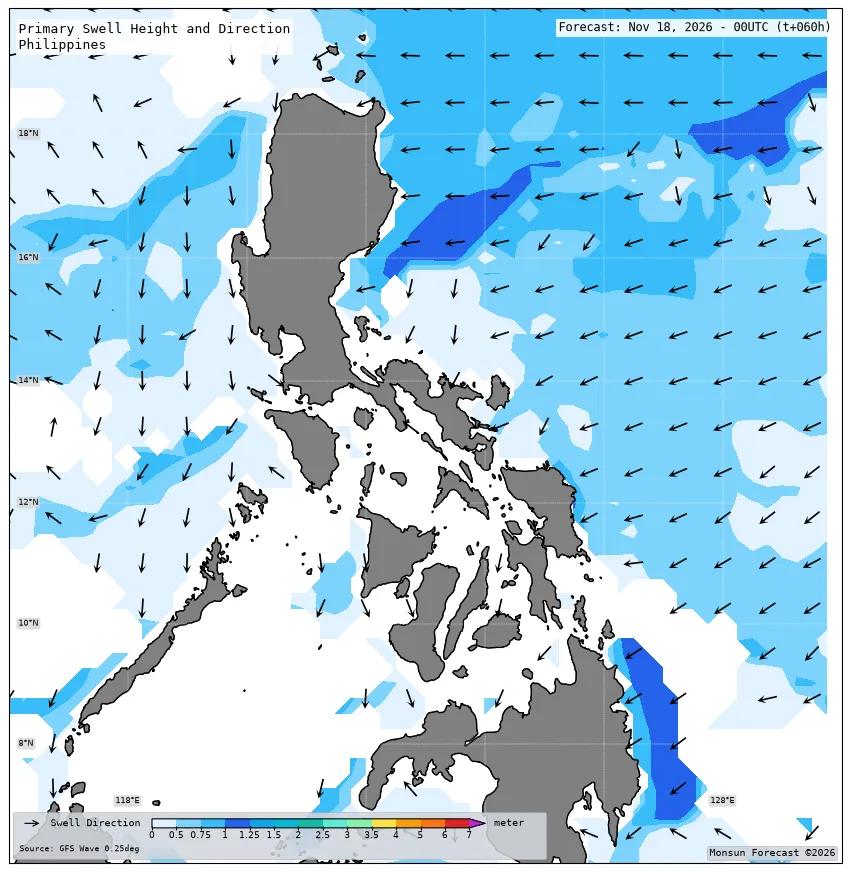 Primary Swell Height and Direction
Philippines
Forecast: Nov 18, 2026 - 00UTC (t+060h)
18°N
16°N
14°N
12°N
10°N
8°N
118°E
128°E
Swell Direction
meter
0 0.5 0.75 1 1.25 1.5 2 2.5 3 3.5 4 5 6 7
Source: GFS Wave 0.25deg
Monsun Forecast ©2026